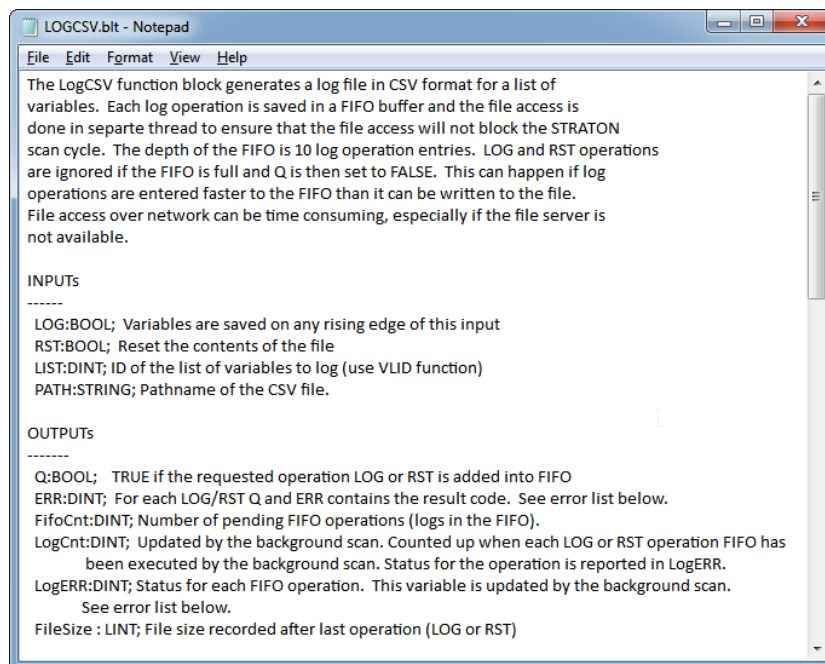 LOGCSV.blt - Notepad
File Edit Format View Help
The LogCSV function block generates a log file in CSV format for a list of
variables. Each log operation is saved in a FIFO buffer and the file access is
done in separte thread to ensure that the file access will not block the STRATON
scan cycle. The depth of the FIFO is 10 log operation entries. LOG and RST operations
are ignored if the FIFO is full and Q is then set to FALSE. This can happen if log
operations are entered faster to the FIFO than it can be written to the file.
File access over network can be time consuming, especially if the file server is
not available.
INPUTs
------
LOG:BOOL; Variables are saved on any rising edge of this input
RST:BOOL; Reset the contents of the file
LIST:DINT; ID of the list of variables to log (use VLID function)
PATH:STRING; Pathname of the CSV file.
OUTPUTs
-------
Q:BOOL; TRUE if the requested operation LOG or RST is added into FIFO
ERR:DINT; For each LOG/RST Q and ERR contains the result code. See error list below.
FifoCnt:DINT; Number of pending FIFO operations (logs in the FIFO).
LogCnt:DINT; Updated by the background scan. Counted up when each LOG or RST operation FIFO has
been executed by the background scan. Status for the operation is reported in LogERR.
LogERR:DINT; Status for each FIFO operation. This variable is updated by the background scan.
See error list below.
FileSize : LINT; File size recorded after last operation (LOG or RST)